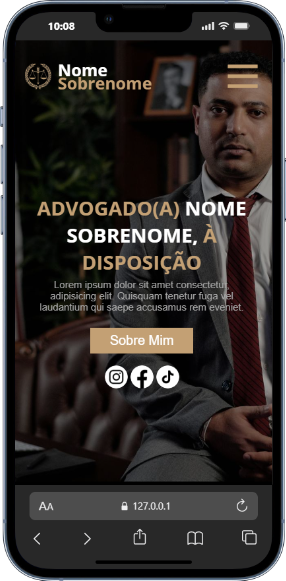 10:08
Nome
Sobrenome
ADVOGADO(A) NOME
SOBRENOME, À
DISPOSIÇÃO
Lorem ipsum dolor sit amet consectetur,
adipisicing elit. Quisquam tenetur fuga vel
laudantium qui saepe accusamus rem eveniet.
Sobre Mim
AA 127.0.0.1